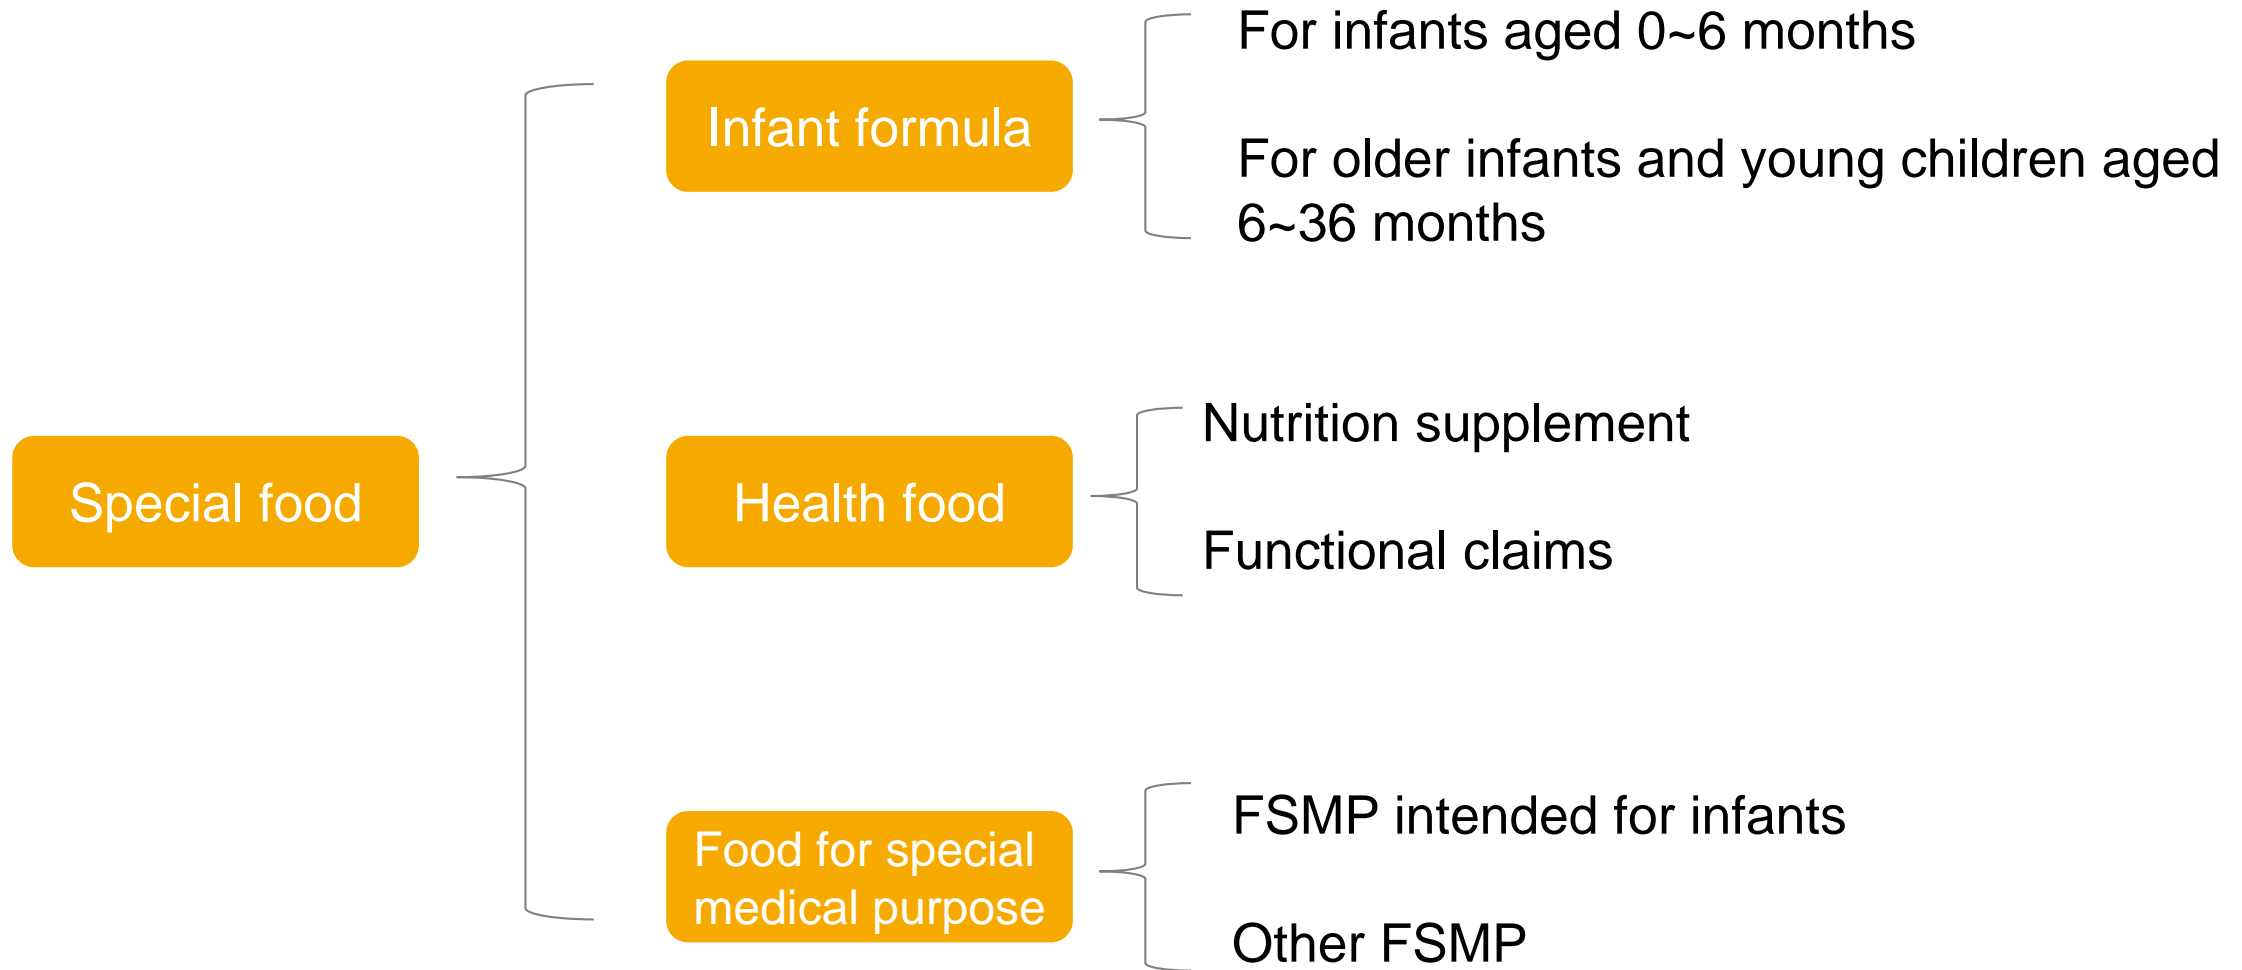 For infants aged 0~6 months
Infant formula
For older infants and young children aged
6~36 months
Nutrition supplement
Special food
Health food
Functional claims
FSMP intended for infants
Food for special
medical purpose
Other FSMP